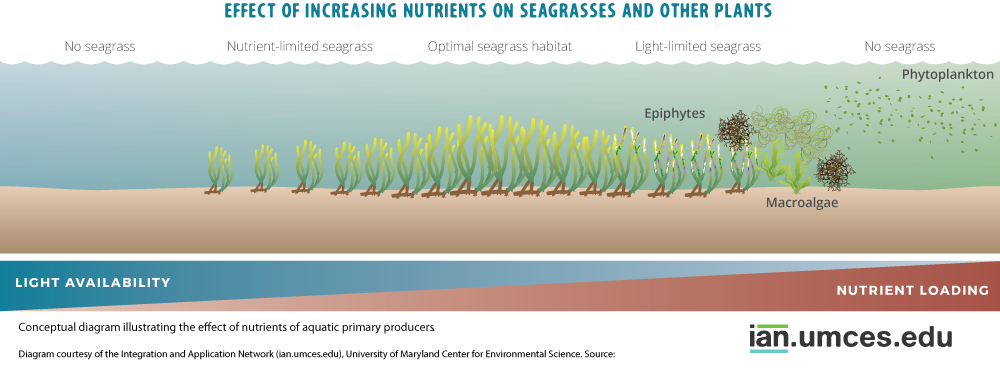 EFFECT OF INCREASING NUTRIENTS ON SEAGRASSES AND OTHER PLANTS
No seagrass
Nutrient-limited seagrass
Optimal seagrass habitat
Light-limited seagrass
No seagrass
Phytoplankton
Epiphytes
Macroalgae
LIGHT AVAILABILITY
NUTRIENT LOADING
Conceptual diagram illustrating the effect of nutrients of aquatic primary producers.
Diagram courtesy of the Integration and Application Network (ian.umces.edu), University of Maryland Center for Environmental Science. Source:
ian.umces.edu